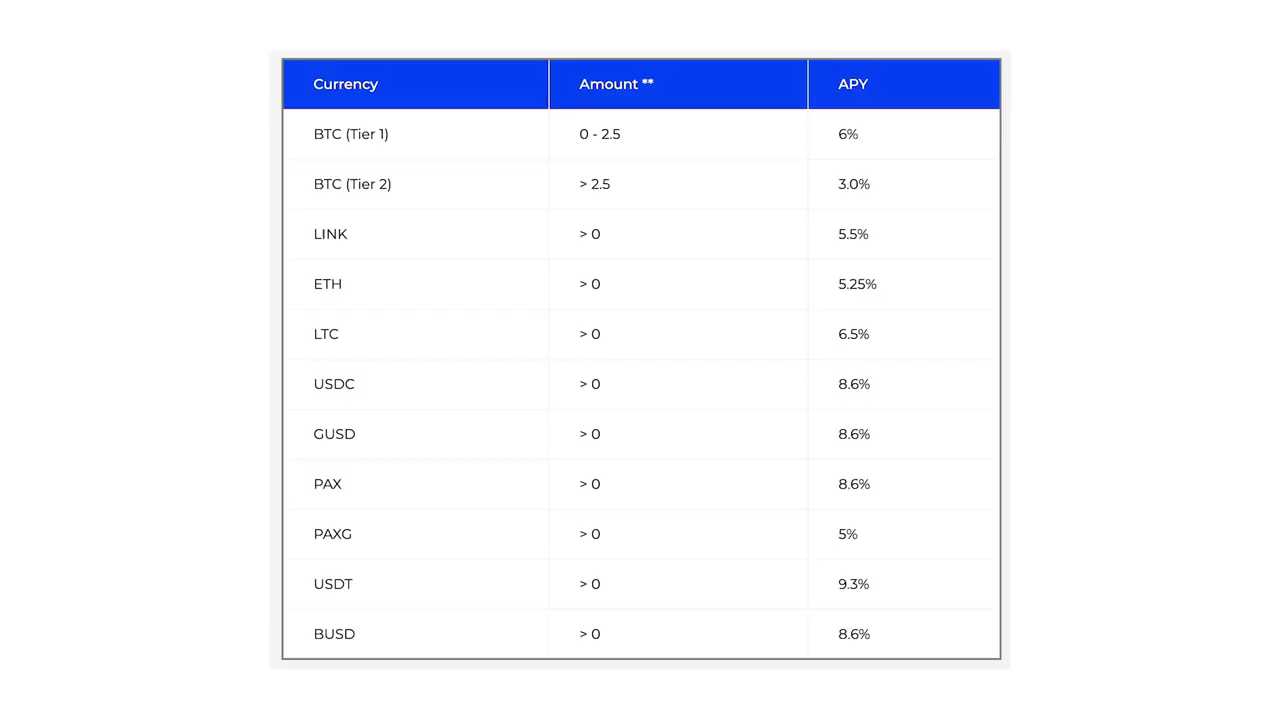 Currency Amount ** APY
BTC (Tier 1) 0 - 2.5 6%
BTC (Tier 2) > 2.5 3.0%
LINK > 0 5.5%
ETH > 0 5.25%
LTC > 0 6.5%
USDC > 0 8.6%
GUSD > 0 8.6%
PAX > 0 8.6%
PAXG > 0 5%
USDT > 0 9.3%
BUSD > 0 8.6%